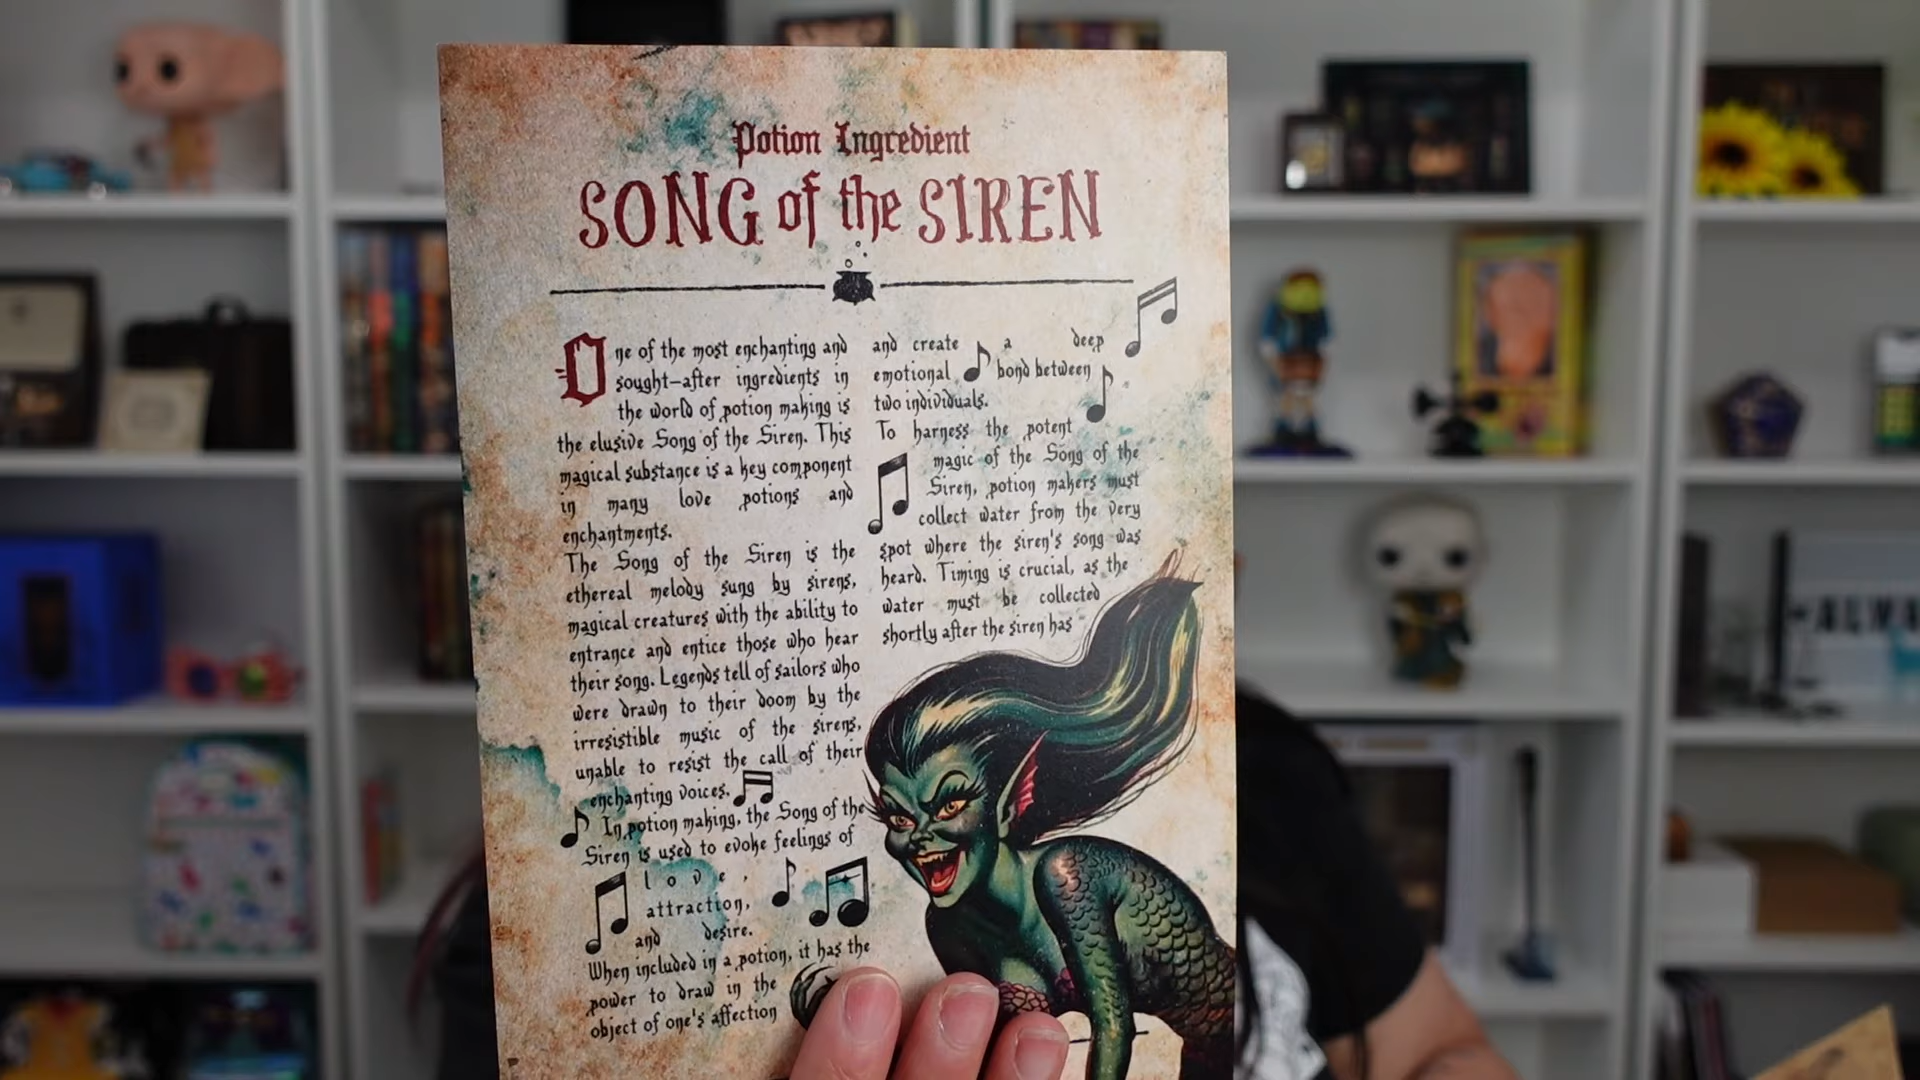 Potion Ingredient
SONG of the SIREN
One of the most enchanting and
sought-after ingredients in
the world of potion making is
the elusive Song of the Siren. This
magical substance is a key component
in many love potions and
enchantments.
The Song of the Siren is the
ethereal melody sung by sirens,
magical creatures with the ability to
entrance and entice those who hear
their song. Legends tell of sailors who
were drawn to their doom by the
irresistible music of the sirens,
unable to resist the call of their
enchanting voices.
In potion making, the Song of the
Siren is used to evoke feelings of
love,
attraction,
and desire.
When included in a potion, it has the
power to draw in the
object of one's affection
and create a deep
emotional bond between
two individuals.
To harness the potent
magic of the Song of the
Siren, potion makers must
collect water from the very
spot where the siren's song was
heard. Timing is crucial, as the
water must be collected
shortly after the siren has